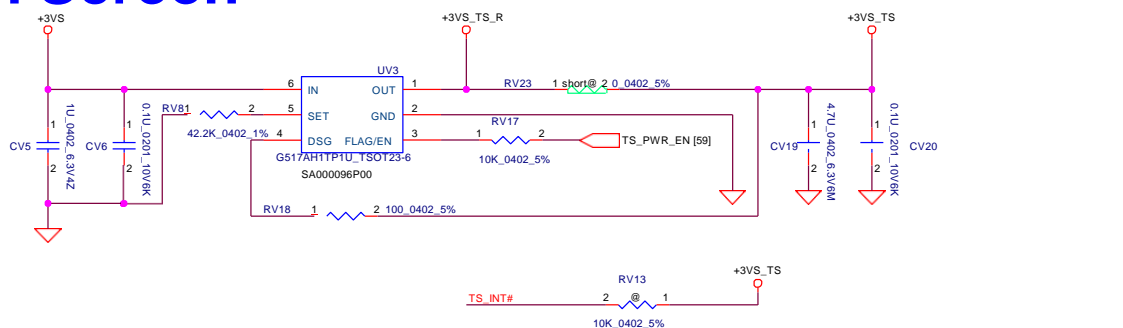 +3VS
+3VS_TS_R
+3VS_TS
UV3
6 IN OUT 1
RV23 1 short@ 2 0_0402_5%
RV81 2 5 SET GND 2
42.2K_0402_1%
4 DSG FLAG/EN 3
RV17
1 2
TS_PWR_EN [59]
10K_0402_5%
G517AH1TP1U_TSOT23-6
SA000096P00
CV5
1
2
1U_0402_6.3V4Z
CV6
1
2
0.1U_0201_10V6K
CV19
1
2
4.7U_0402_6.3V6M
CV20
1
2
0.1U_0201_10V6K
RV18 1 2 100_0402_5%
+3VS_TS
RV13
TS_INT# 2 @ 1
10K_0402_5%